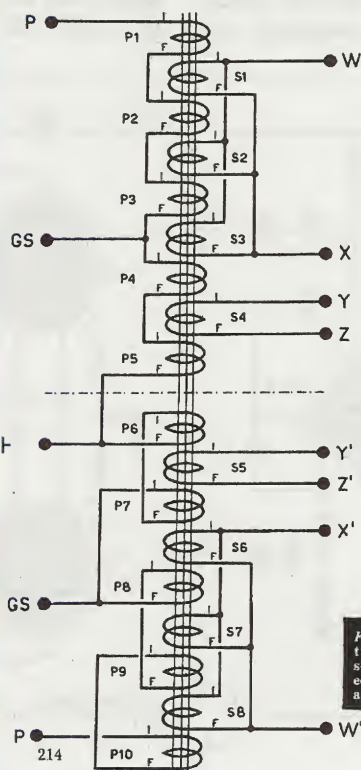 P I
P1
F
I W
S1
F
I
P2
F
I
S2
F
I
P3
F
I
GS S3
F X
I
P4
F
I Y
S4
F Z
I
P5
F
I
P6
F
I Y'
S5
F Z'
I
P7
F
I X'
S6
F
I
P8
GS F
I
S7
F
I
P9
F
I
S8
F W'
P I
214 P10
F